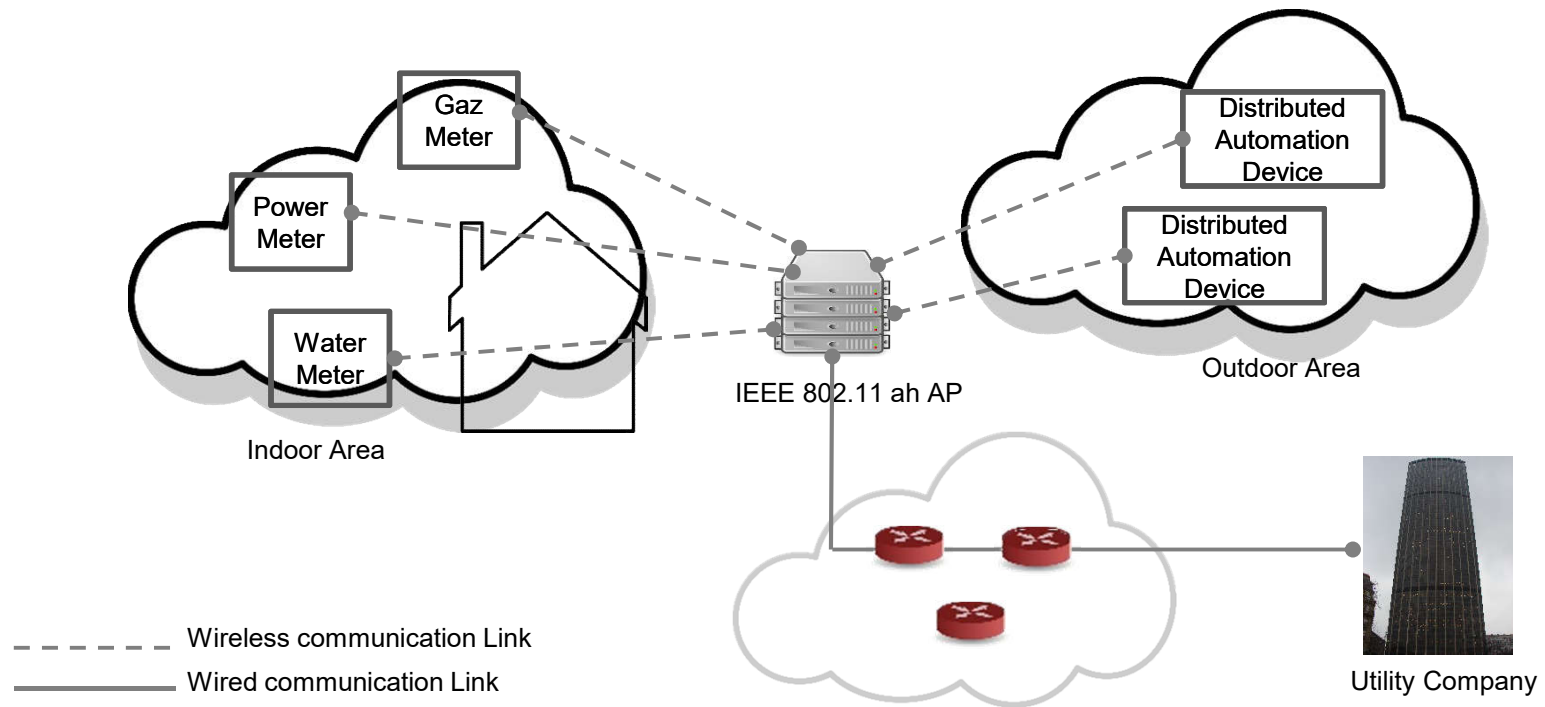 Gaz
Meter
Power
Meter
Water
Meter
Indoor Area
Distributed
Automation
Device
Distributed
Automation
Device
Outdoor Area
IEEE 802.11 ah AP
Utility Company
Wireless communication Link
Wired communication Link